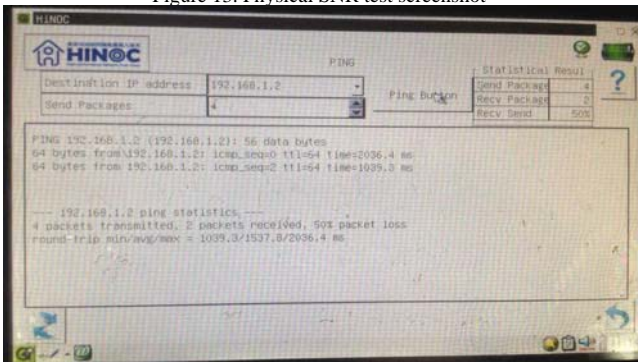 Figure 13. Physical SNR test screenshot
HINOC
HINOC
PING
Statistical Resul
Destination IP address
192.168.1.2
Send Packages
4
Ping Button
Send Package 4
Recv Package 2
Recv Send 50%
?
PING 192.168.1.2 (192.168.1.2): 56 data bytes
64 bytes from 192.168.1.2: icmp_seq=0 ttl=64 time=2036.4 ms
64 bytes from 192.168.1.2: icmp_seq=2 ttl=64 time=1039.3 ms
--- 192.168.1.2 ping statistics ---
4 packets transmitted, 2 packets received, 50% packet loss
round-trip min/avg/max = 1039.3/1537.8/2036.4 ms